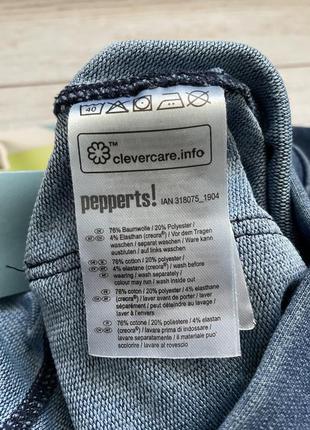 40
™
clevercare.info
pepperts! IAN 318075_1904
76% Baumwolle / 20% Polyester /
4% Elasthan (creora®) / Vor dem Tragen
waschen / separat waschen / Ware kann
ausbluten / auf links waschen
76% cotton / 20% polyester /
4% elastane (creora®) / wash before
wearing / wash separately /
colour may run / wash inside out
76% coton / 20% polyester / 4% élasthanne
(creora®) / laver avant de porter / laver
séparément / peut déteindre au lavage /
laver à l'envers
76% cotone / 20% poliestere / 4% elastan
(creora®) / lavara prima di indossare /
lavara separatamente / il materiale puo'
scolorire / lavare al rovescio